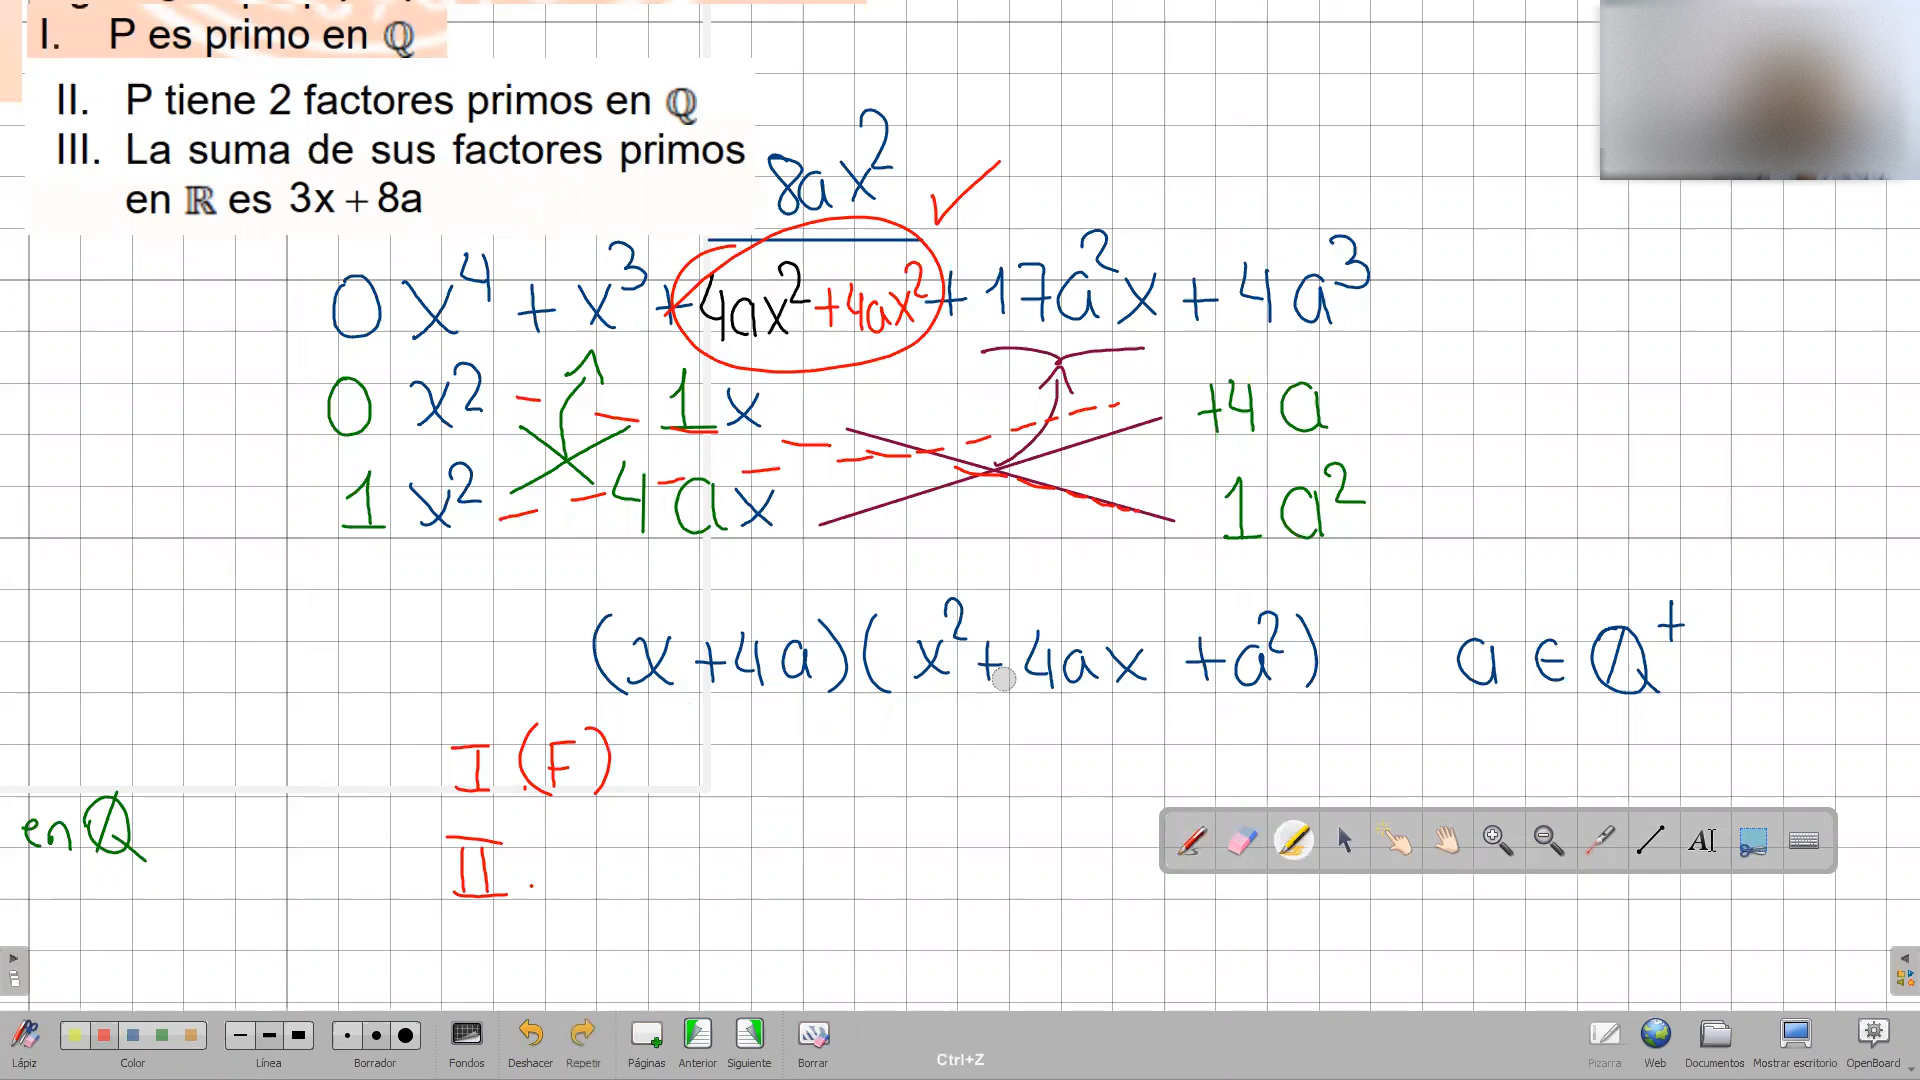 I. P es primo en ℚ
II. P tiene 2 factores primos en ℚ
III. La suma de sus factores primos
en ℝ es 3x + 8a
8ax²
0x⁴ + x³ + 4ax² + 4ax² + 17a²x + 4a³
0 x² 1x +4a
1 x² 4ax 1a²
(x + 4a)(x² + 4ax + a²) a ∈ ℚ⁺
I. (F)
en ℚ
II.
Lápiz
Color
Línea
Borrador
Fondos
Deshacer
Repetir
Páginas
Anterior
Siguiente
Borrar
Ctrl+Z
Pizarra
Web
Documentos
Mostrar escritorio
OpenBoard